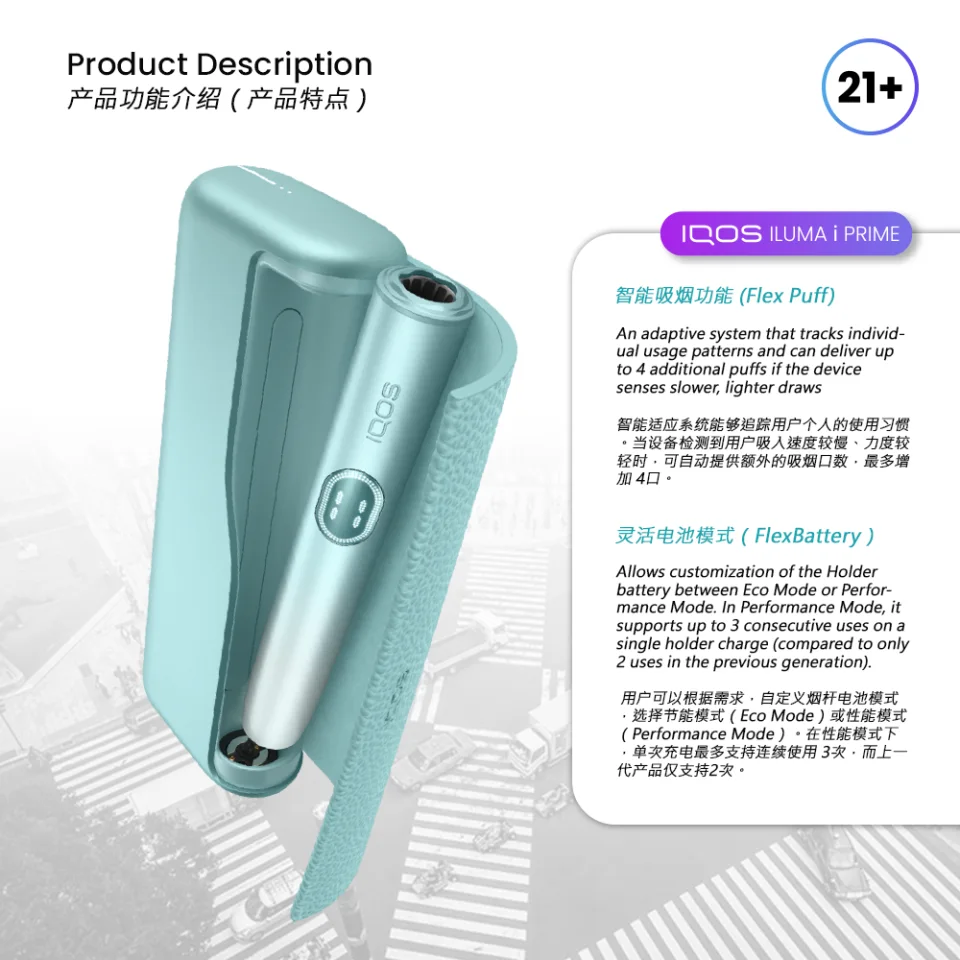 Product Description
产品功能介绍（产品特点）
21+
IQOS ILUMA i PRIME
智能吸烟功能 (Flex Puff)
An adaptive system that tracks individ-
ual usage patterns and can deliver up
to 4 additional puffs if the device
senses slower, lighter draws
智能适应系统能够追踪用户个人的使用习惯
。当设备检测到用户吸入速度较慢、力度较
轻时，可自动提供额外的吸烟口数，最多增
加 4口。
灵活电池模式（FlexBattery）
Allows customization of the Holder
battery between Eco Mode or Perfor-
mance Mode. In Performance Mode, it
supports up to 3 consecutive uses on a
single holder charge (compared to only
2 uses in the previous generation).
用户可以根据需求，自定义烟杆电池模式
，选择节能模式（Eco Mode）或性能模式
（Performance Mode）。在性能模式下
，单次充电最多支持连续使用 3次，而上一
代产品仅支持2次。
IQOS